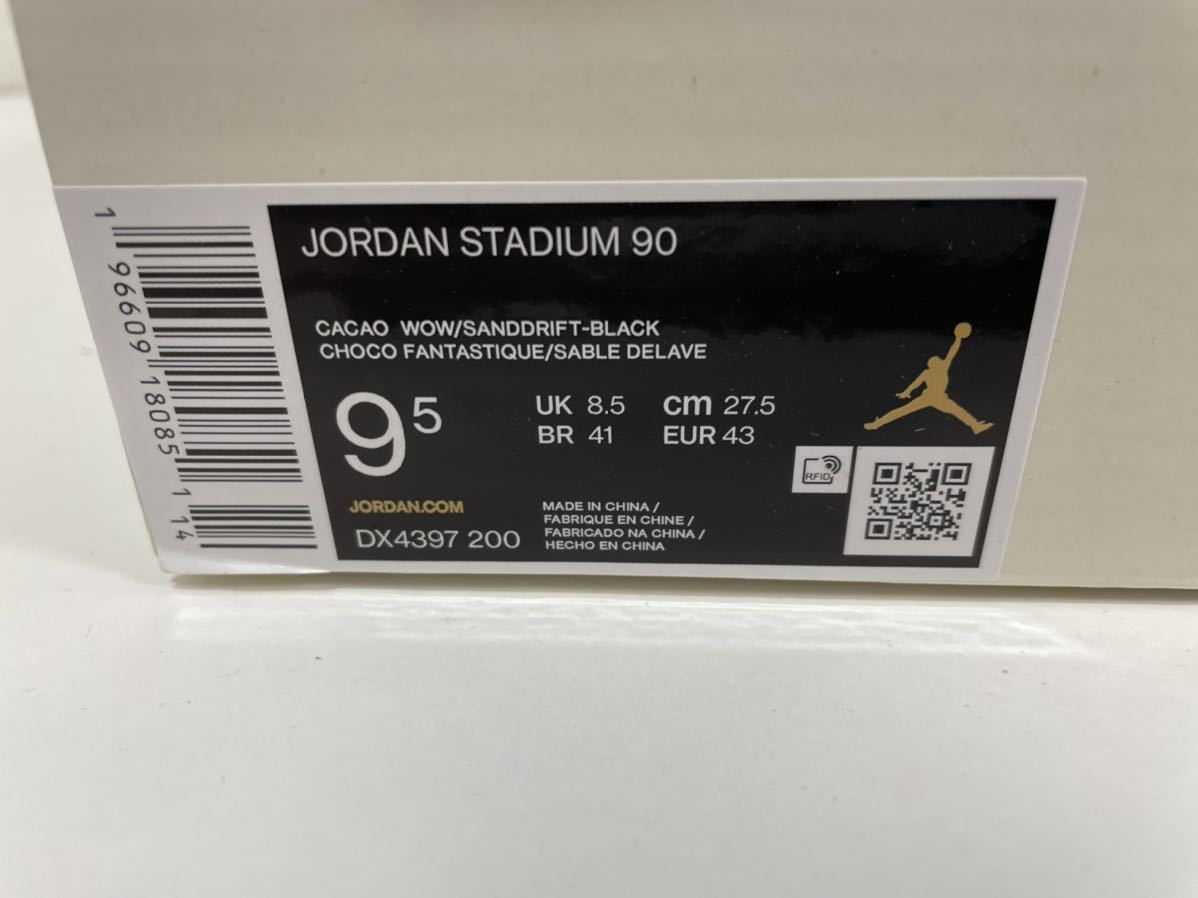 1 96609 18085 1 14
JORDAN STADIUM 90
CACAO WOW/SANDDRIFT-BLACK
CHOCO FANTASTIQUE/SABLE DELAVE
9 5
UK 8.5 cm 27.5
BR 41 EUR 43
RFID
JORDAN.COM
DX4397 200
MADE IN CHINA /
FABRIQUE EN CHINE /
FABRICADO NA CHINA /
HECHO EN CHINA